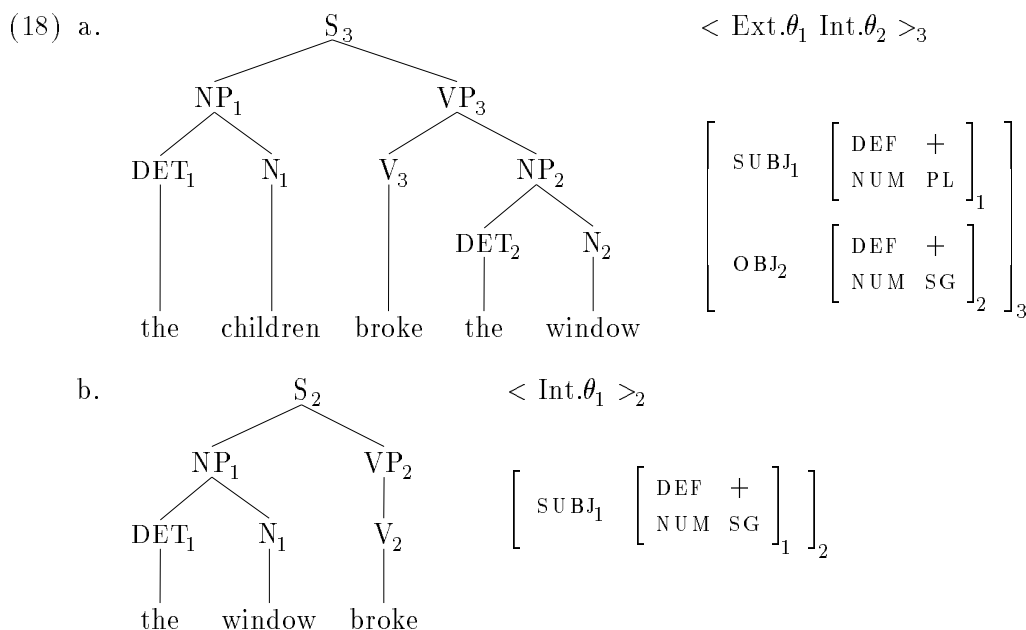 (18) a. S₃ < Ext.θ₁ Int.θ₂ >₃
NP₁ VP₃
DET₁ N₁ V₃ NP₂ SUBJ₁ [ DEF + NUM PL ]₁
DET₂ N₂ OBJ₂ [ DEF + NUM SG ]₂ ]₃
the children broke the window
b. S₂ < Int.θ₁ >₂
NP₁ VP₂
DET₁ N₁ V₂ [ SUBJ₁ [ DEF + NUM SG ]₁ ]₂
the window broke